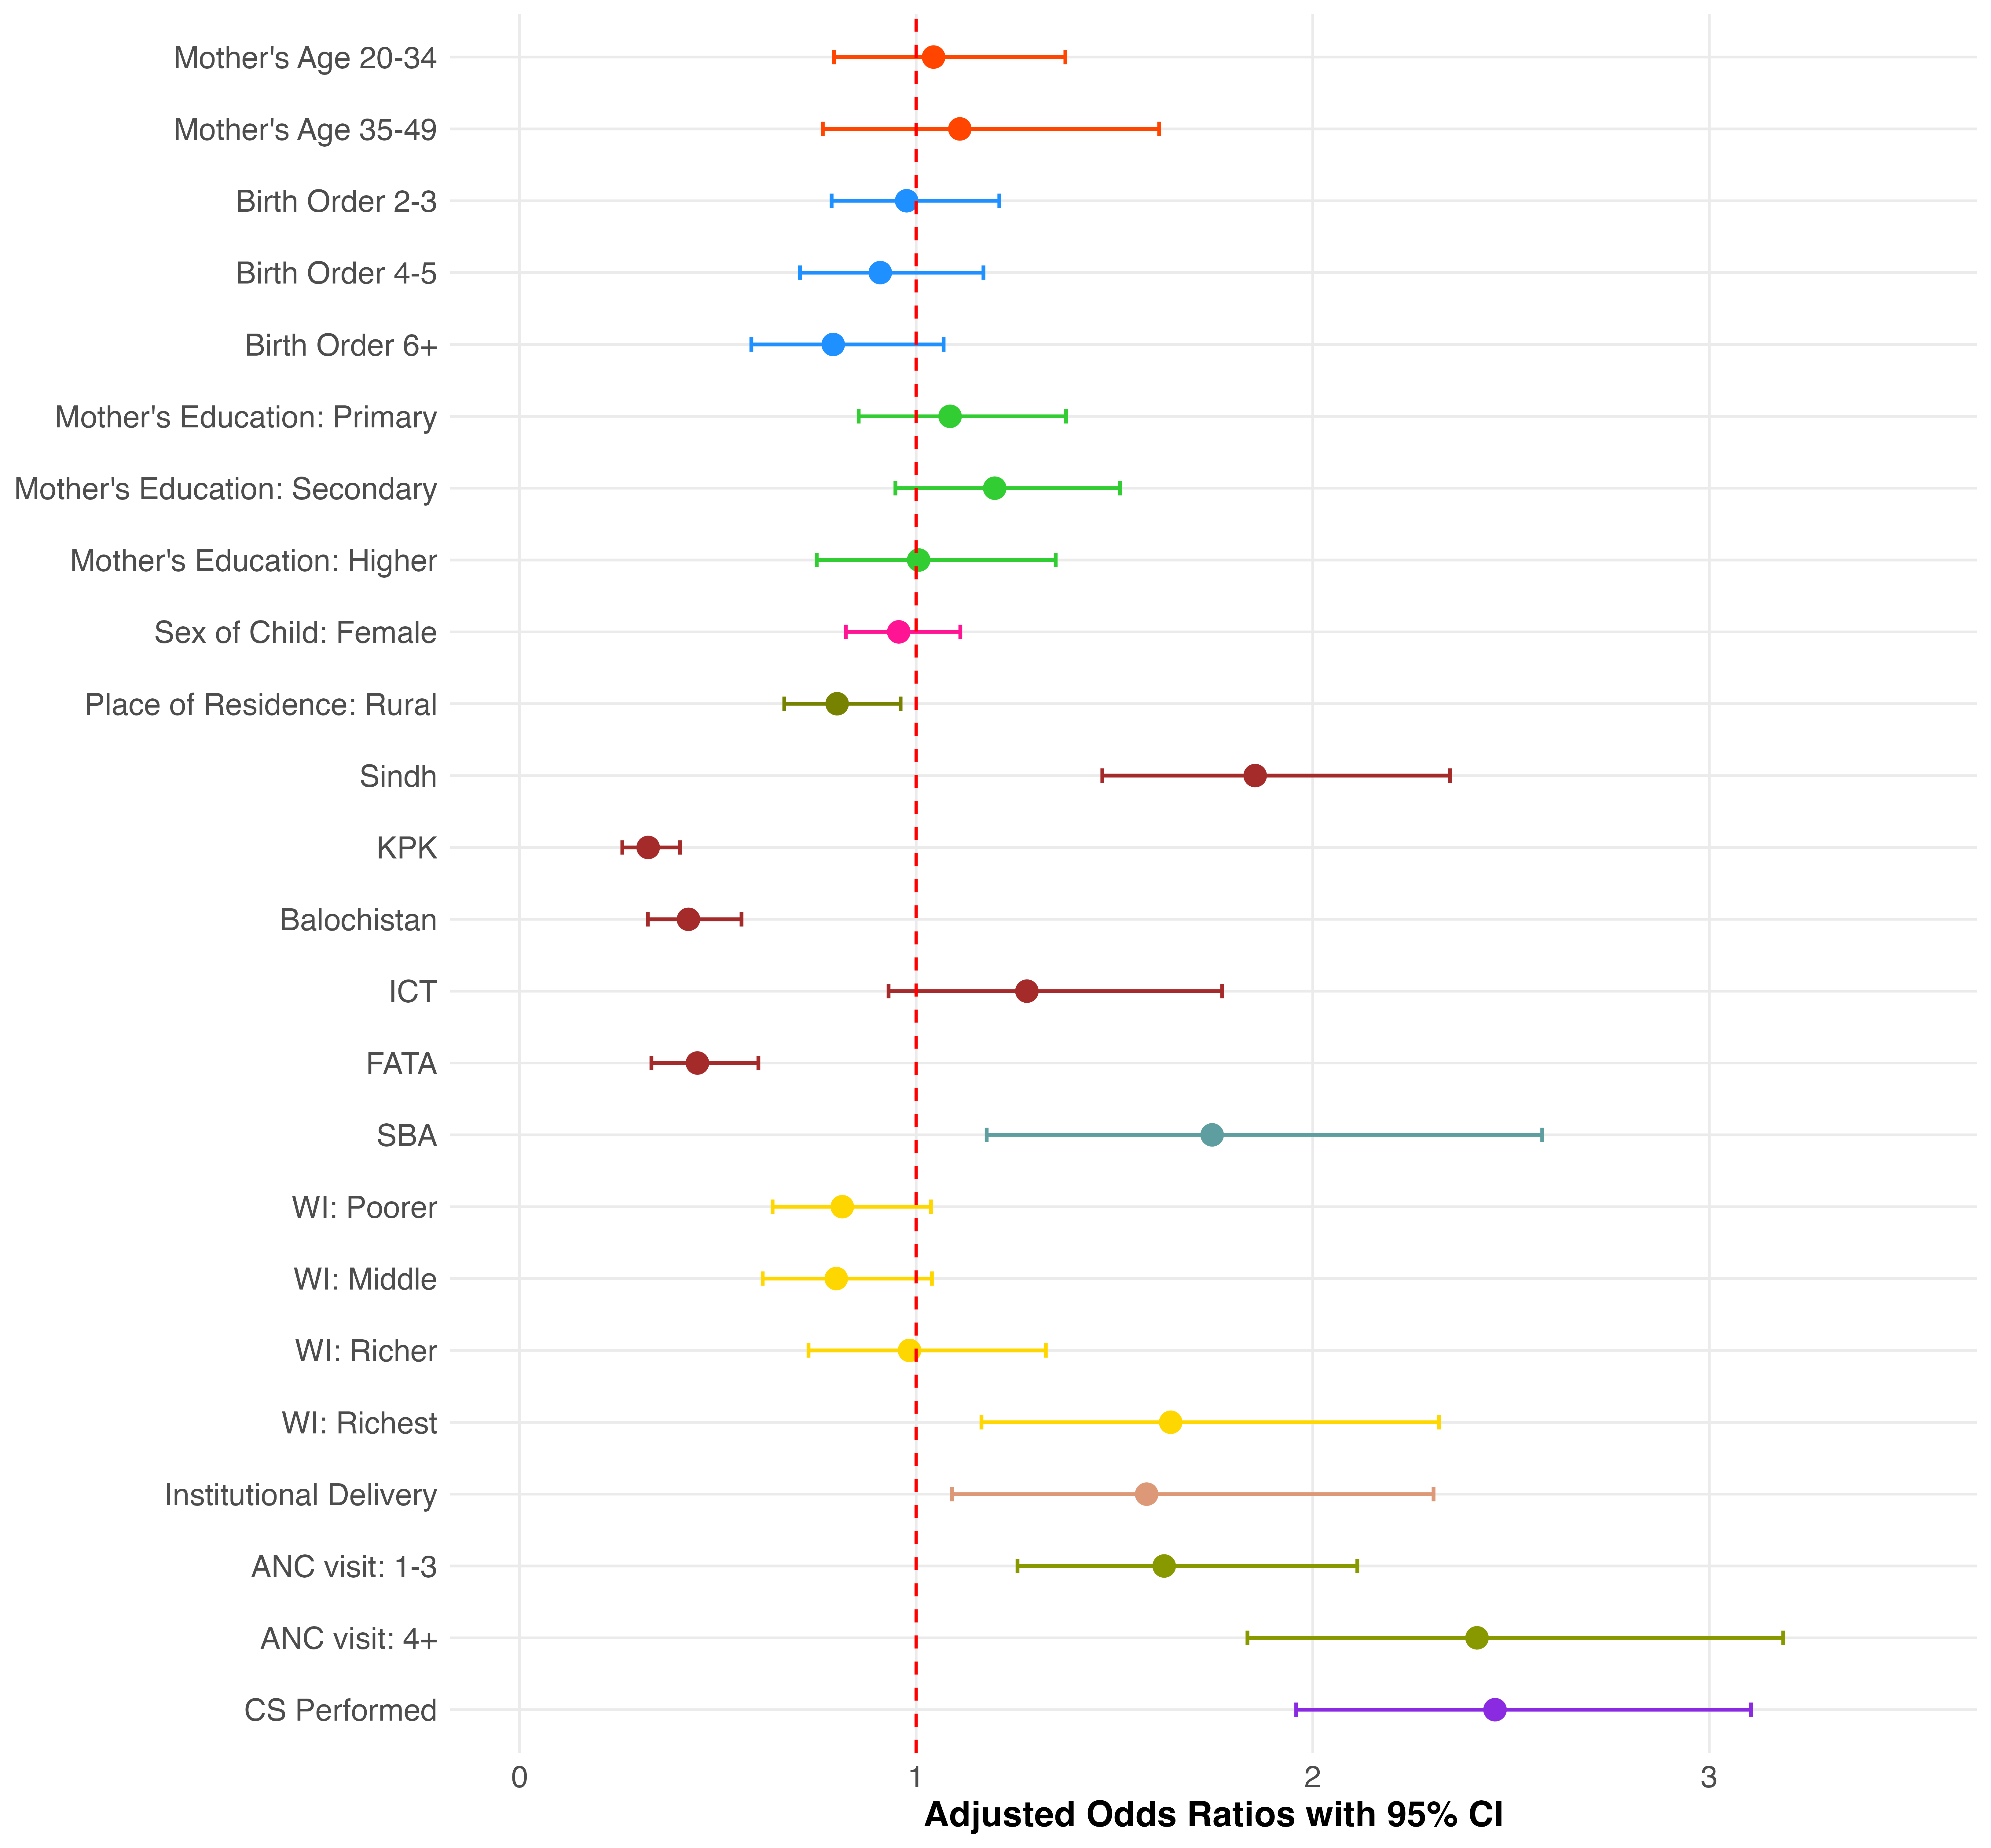 Mother's Age 20-34
Mother's Age 35-49
Birth Order 2-3
Birth Order 4-5
Birth Order 6+
Mother's Education: Primary
Mother's Education: Secondary
Mother's Education: Higher
Sex of Child: Female
Place of Residence: Rural
Sindh
KPK
Balochistan
ICT
FATA
SBA
WI: Poorer
WI: Middle
WI: Richer
WI: Richest
Institutional Delivery
ANC visit: 1-3
ANC visit: 4+
CS Performed
0 1 2 3
Adjusted Odds Ratios with 95% CI